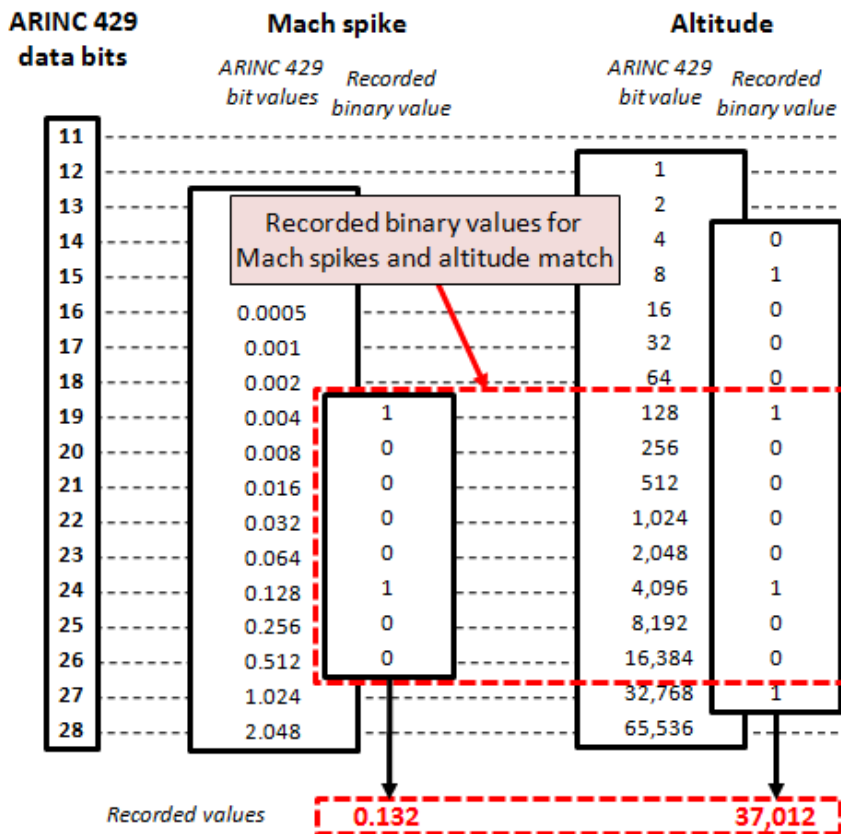 ARINC 429
data bits
Mach spike
Altitude
ARINC 429
bit values
Recorded
binary value
ARINC 429
bit value
Recorded
binary value
11
12 1
13 2
Recorded binary values for
Mach spikes and altitude match
14 4 0
15 8 1
16 0.0005 16 0
17 0.001 32 0
18 0.002 64 0
19 0.004 1 128 1
20 0.008 0 256 0
21 0.016 0 512 0
22 0.032 0 1,024 0
23 0.064 0 2,048 0
24 0.128 1 4,096 1
25 0.256 0 8,192 0
26 0.512 0 16,384 0
27 1.024 32,768 1
28 2.048 65,536
Recorded values 0.132 37,012